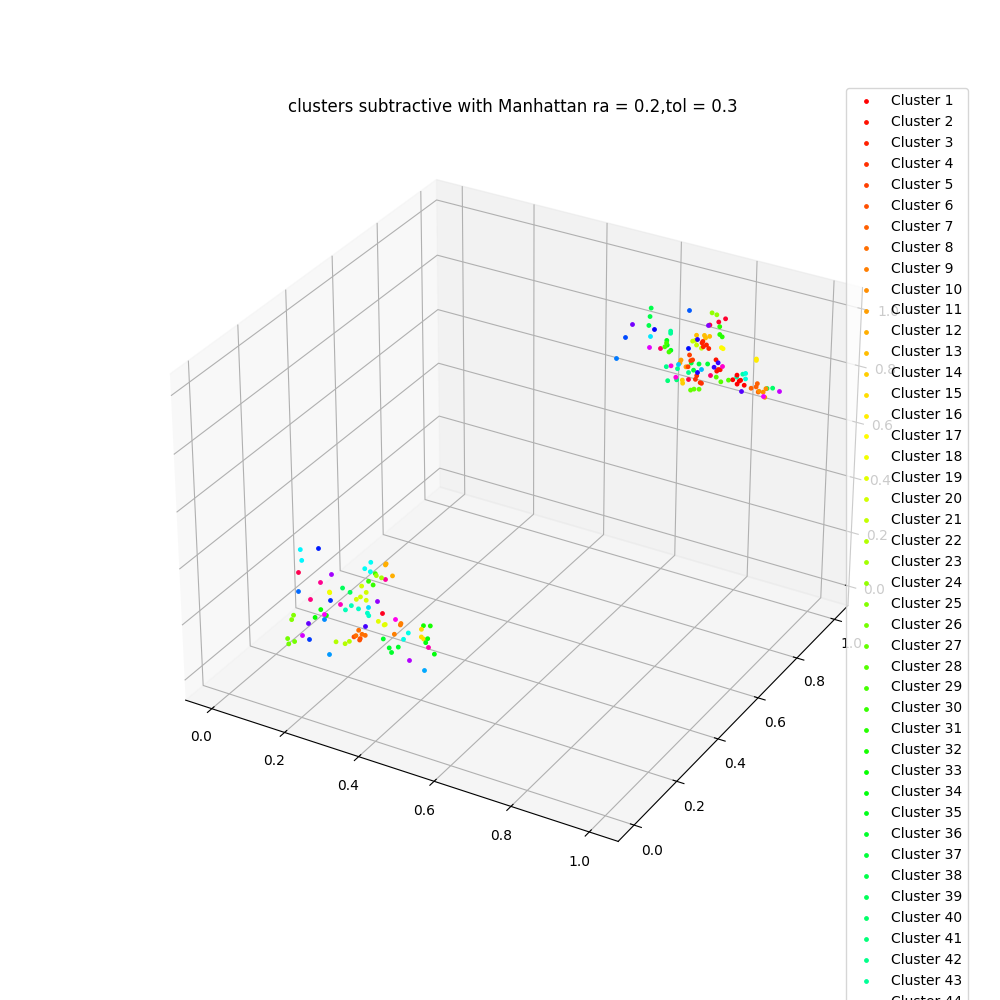 clusters subtractive with Manhattan ra = 0.2,tol = 0.3
Cluster 1
Cluster 2
Cluster 3
Cluster 4
Cluster 5
Cluster 6
Cluster 7
Cluster 8
Cluster 9
Cluster 10
Cluster 11
Cluster 12
Cluster 13
Cluster 14
Cluster 15
Cluster 16
Cluster 17
Cluster 18
Cluster 19
Cluster 20
Cluster 21
Cluster 22
Cluster 23
Cluster 24
Cluster 25
Cluster 26
Cluster 27
Cluster 28
Cluster 29
Cluster 30
Cluster 31
Cluster 32
Cluster 33
Cluster 34
Cluster 35
Cluster 36
Cluster 37
Cluster 38
Cluster 39
Cluster 40
Cluster 41
Cluster 42
Cluster 43
Cluster 44
0.8
0.6
0.4
0.2
0.0
1.0
0.8
0.6
0.4
0.2
0.0
0.0
0.2
0.4
0.6
0.8
1.0